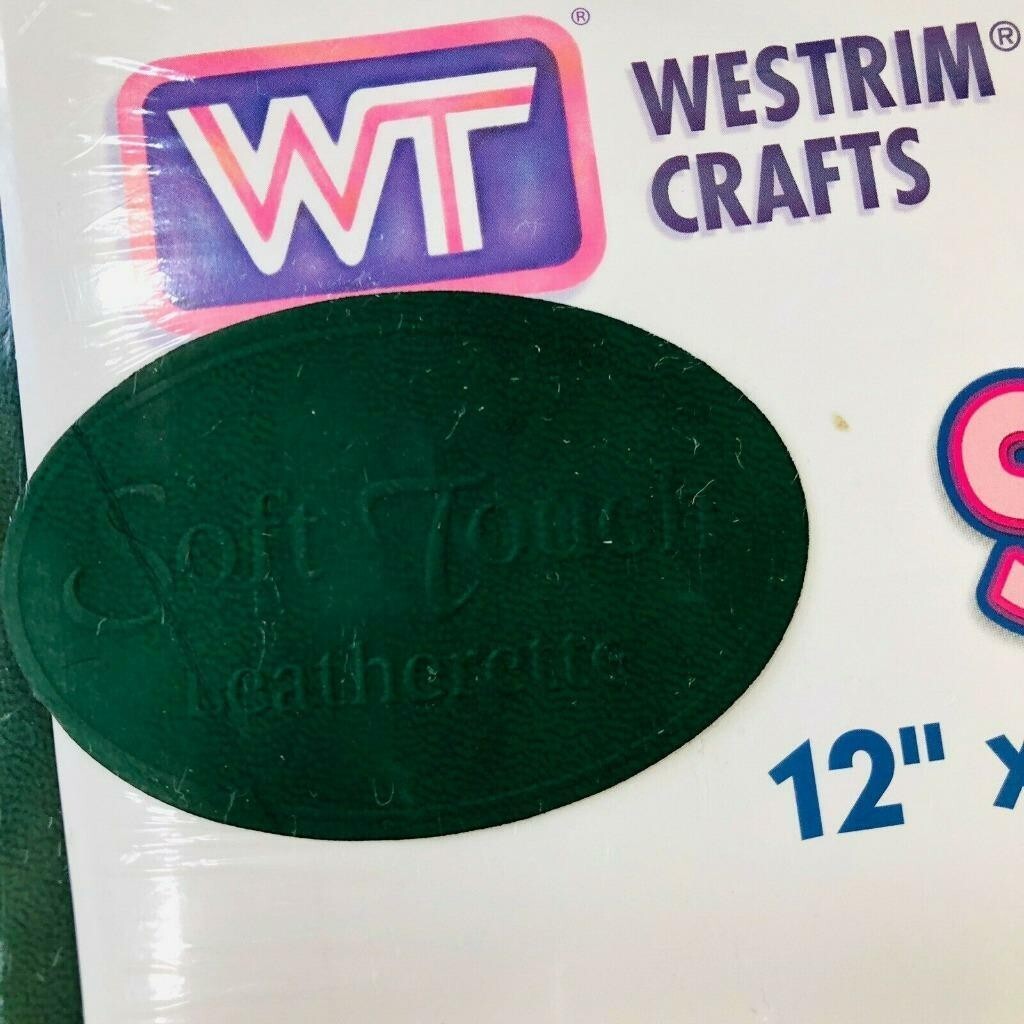 WT®
WESTRIM®
CRAFTS
Soft Touch
Leatherette
S
12" x